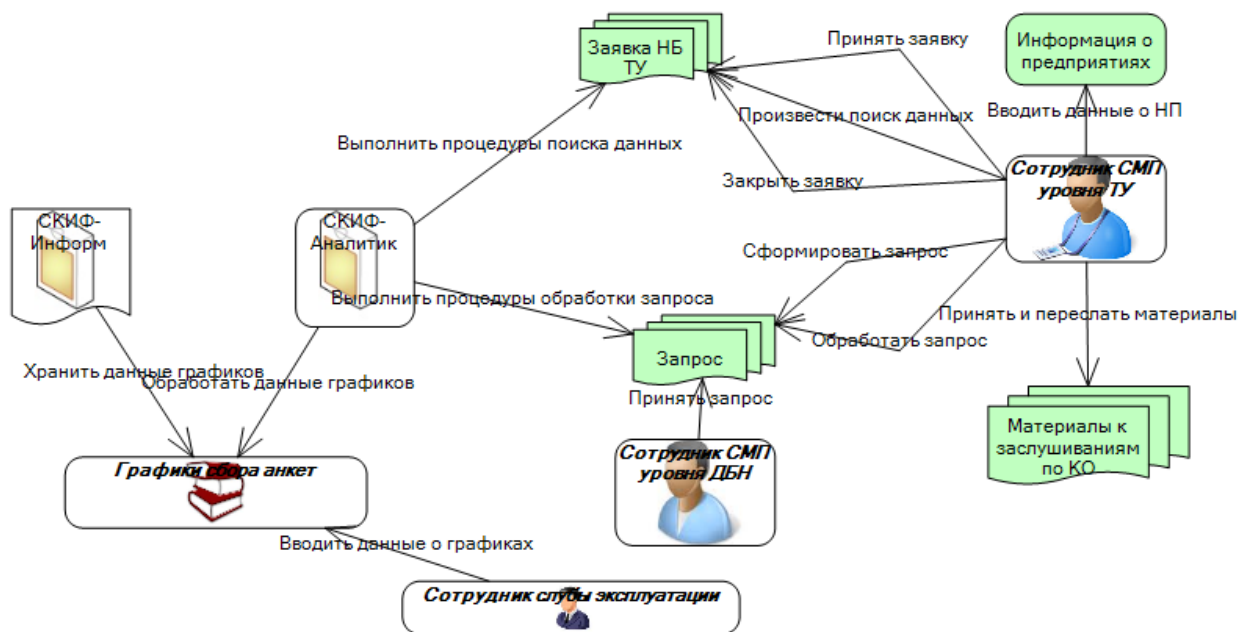 Заявка НБ
ТУ
Принять заявку
Информация о
предприятиях
Произвести поиск данных
Вводить данные о НП
Выполнить процедуры поиска данных
Закрыть заявку
Сотрудник СМП
уровня ТУ
СКИФ-
Информ
СКИФ-
Аналитик
Сформировать запрос
Выполнить процедуры обработки запроса
Принять и переслать материалы
Обработать запрос
Запрос
Хранить данные графиков
Обработать данные графиков
Принять запрос
Материалы к
заслушиваниям
по КО
Графики сбора анкет
Сотрудник СМП
уровня ДБН
Вводить данные о графиках
Сотрудник слубы эксплуатации